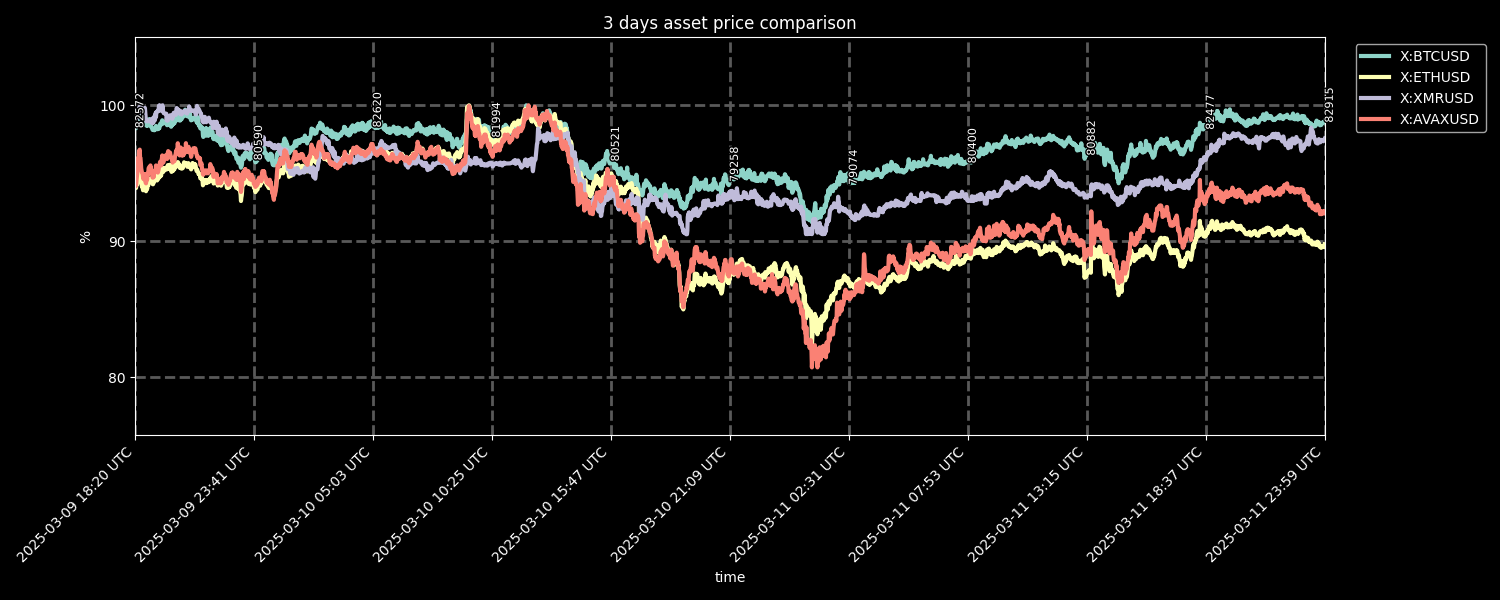 3 days asset price comparison
X:BTCUSD
X:ETHUSD
X:XMRUSD
X:AVAXUSD
100
90
80
%
82572
80590
82620
81994
80521
79258
79074
80400
80882
82477
82915
2025-03-09 18:20 UTC
2025-03-09 23:41 UTC
2025-03-10 05:03 UTC
2025-03-10 10:25 UTC
2025-03-10 15:47 UTC
2025-03-10 21:09 UTC
2025-03-11 02:31 UTC
2025-03-11 07:53 UTC
2025-03-11 13:15 UTC
2025-03-11 18:37 UTC
2025-03-11 23:59 UTC
time